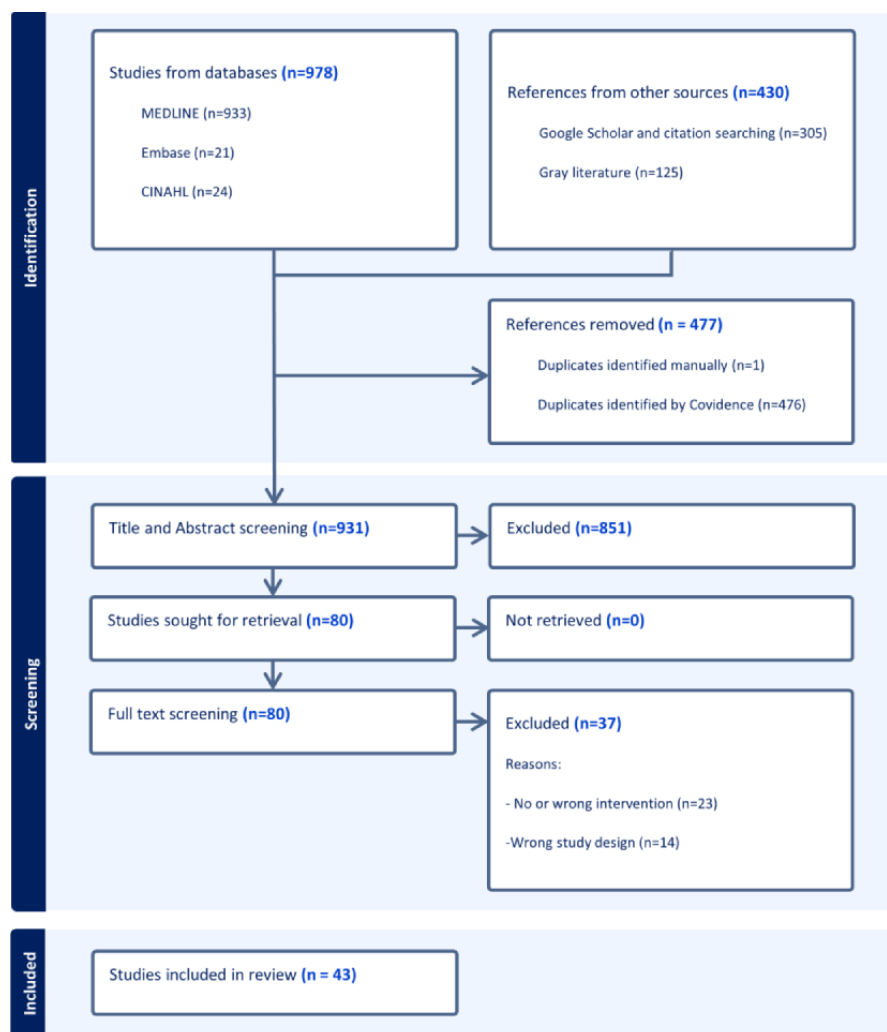 Identification
Studies from databases (n=978)
MEDLINE (n=933)
Embase (n=21)
CINAHL (n=24)
References from other sources (n=430)
Google Scholar and citation searching (n=305)
Gray literature (n=125)
References removed (n = 477)
Duplicates identified manually (n=1)
Duplicates identified by Covidence (n=476)
Screening
Title and Abstract screening (n=931)
Excluded (n=851)
Studies sought for retrieval (n=80)
Not retrieved (n=0)
Full text screening (n=80)
Excluded (n=37)
Reasons:
- No or wrong intervention (n=23)
-Wrong study design (n=14)
Included
Studies included in review (n = 43)